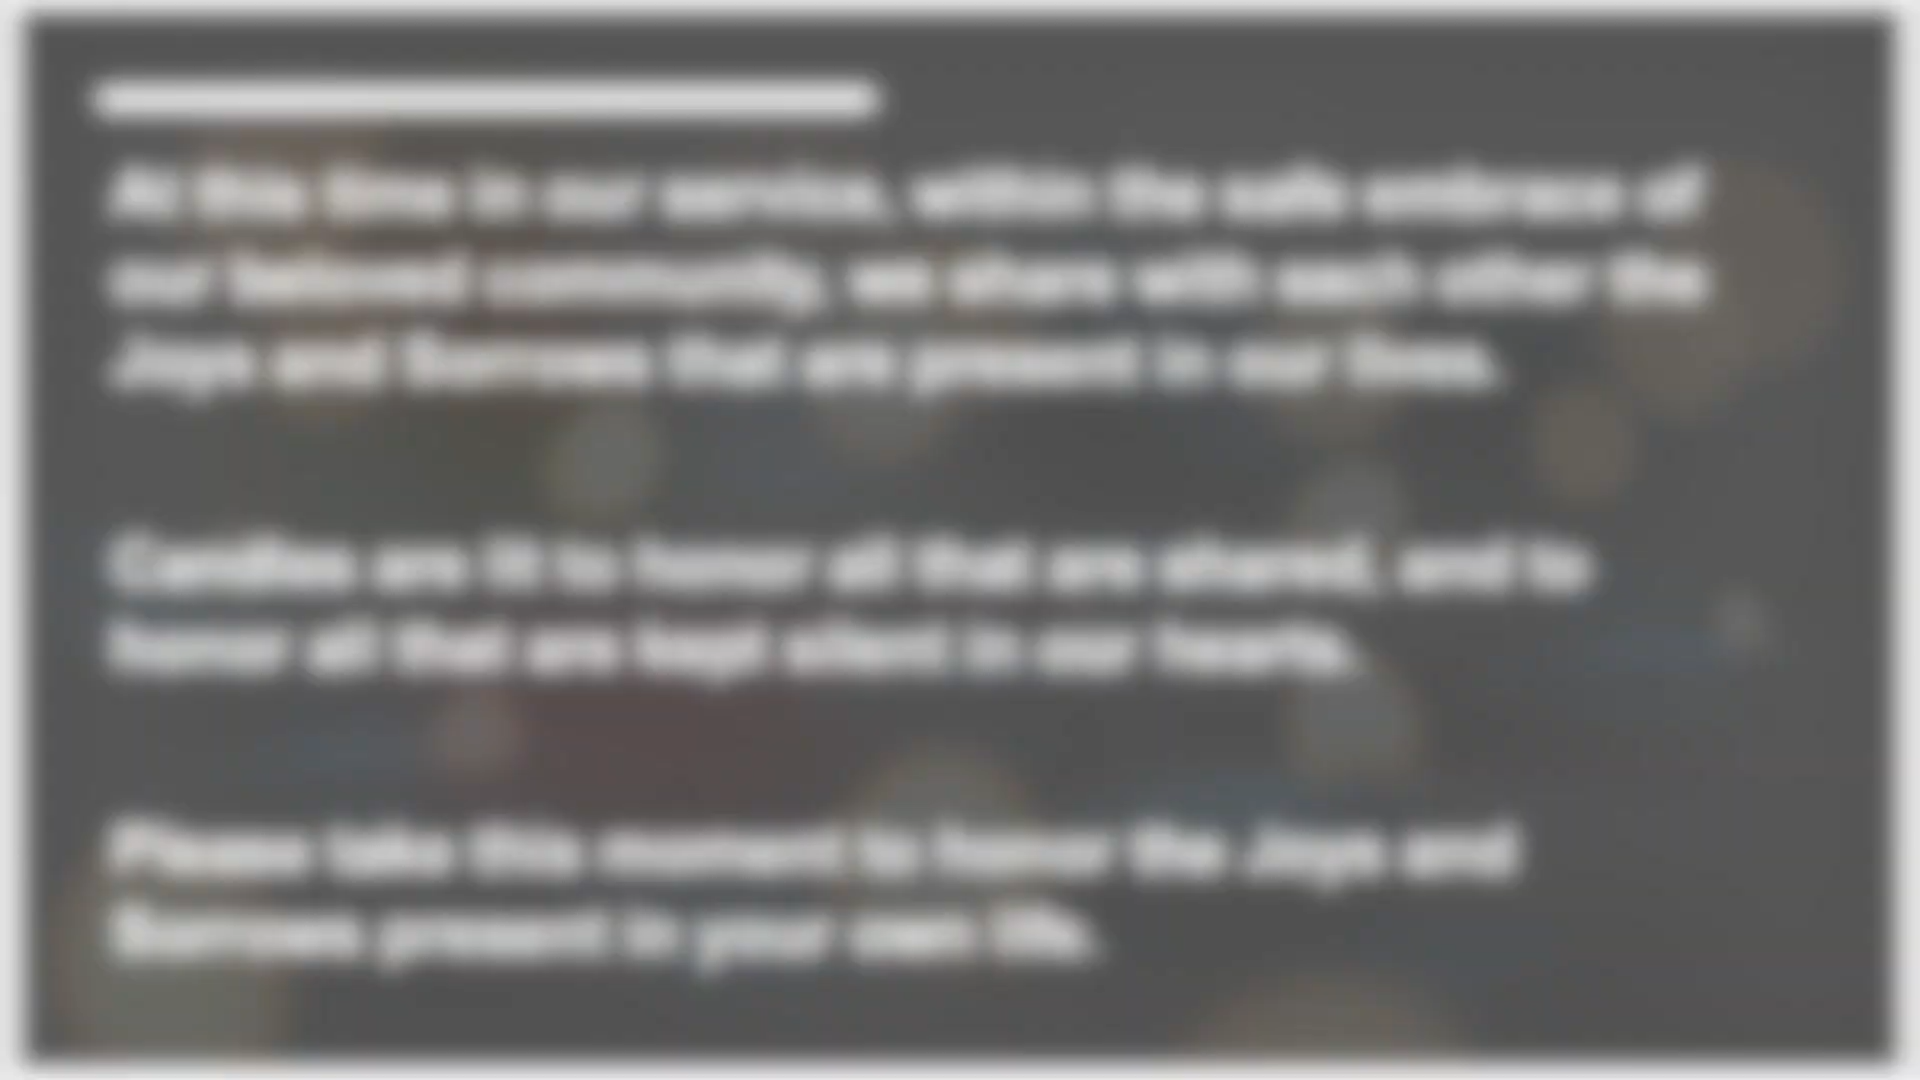 At this time in our service, within the safe embrace of
our beloved community, we share with each other the
Joys and Sorrows that are present in our lives.
Candles are lit to honor all that are shared, and to
honor all that are kept silent in our hearts.
Please take this moment to honor the Joys and
Sorrows present in your own life.